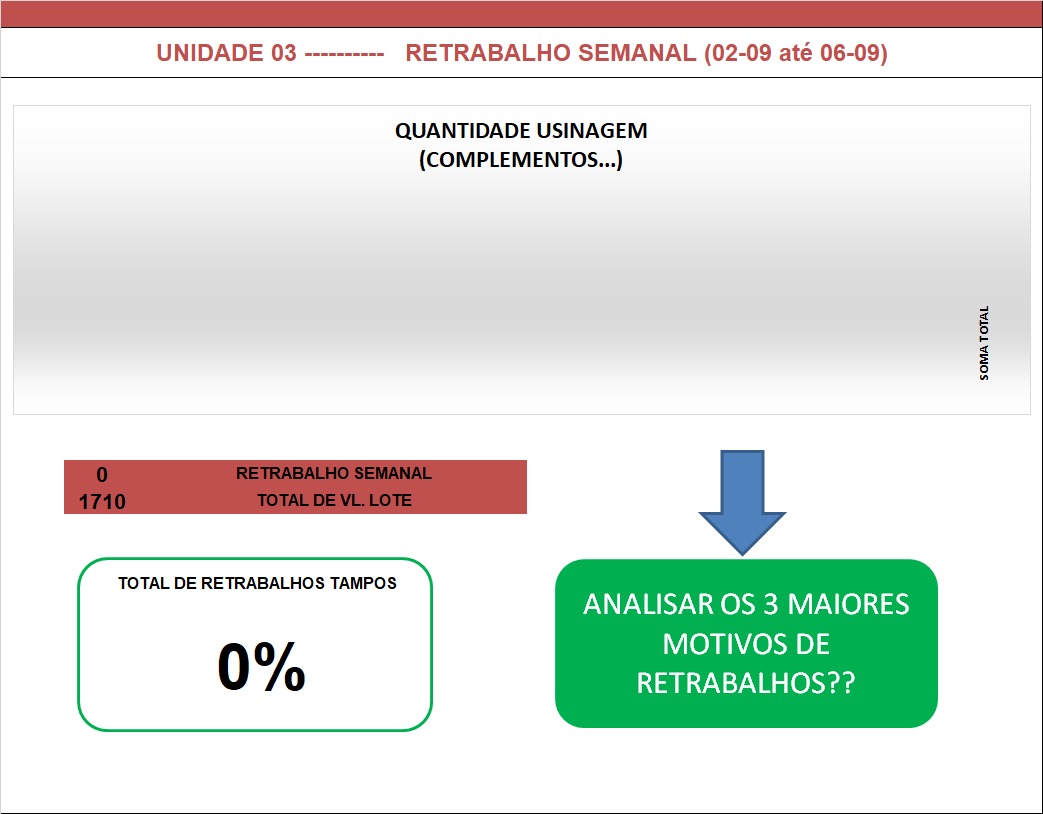 UNIDADE 03 ---------- RETRABALHO SEMANAL (02-09 até 06-09)
QUANTIDADE USINAGEM
(COMPLEMENTOS...)
SOMA TOTAL
0 RETRABALHO SEMANAL
1710 TOTAL DE VL. LOTE
TOTAL DE RETRABALHOS TAMPOS
0%
ANALISAR OS 3 MAIORES
MOTIVOS DE
RETRABALHOS??